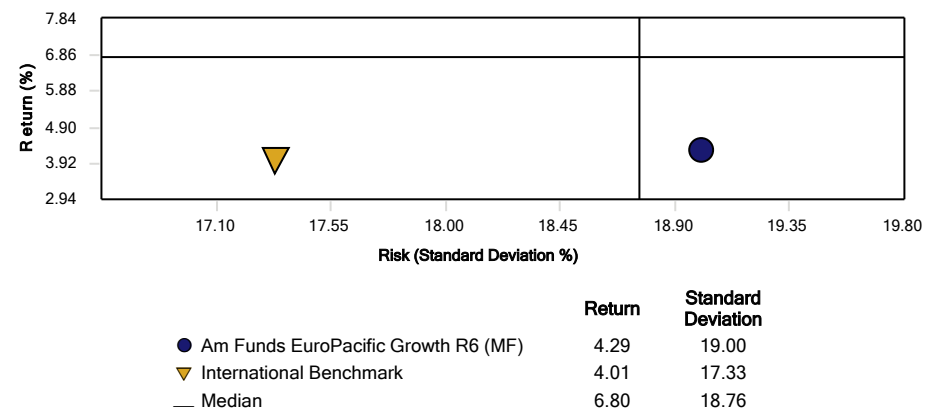 7.84
6.86
5.88
4.90
3.92
2.94
Return (%)
17.10 17.55 18.00 18.45 18.90 19.35 19.80
Risk (Standard Deviation %)
Return Standard Deviation
Am Funds EuroPacific Growth R6 (MF) 4.29 19.00
International Benchmark 4.01 17.33
Median 6.80 18.76